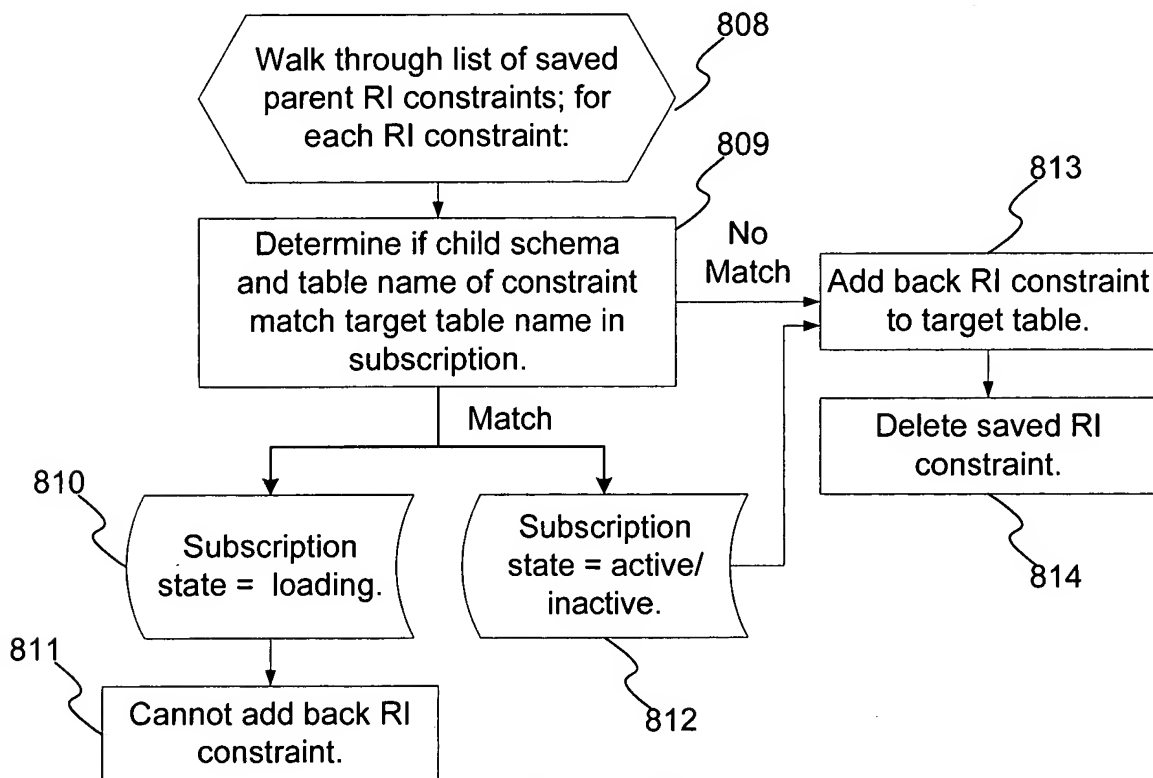 808
Walk through list of saved
parent RI constraints; for
each RI constraint:
809
Determine if child schema
and table name of constraint
match target table name in
subscription.
No
Match
813
Add back RI constraint
to target table.
Match
Delete saved RI
constraint.
814
810
Subscription
state = loading.
Subscription
state = active/
inactive.
812
811
Cannot add back RI
constraint.